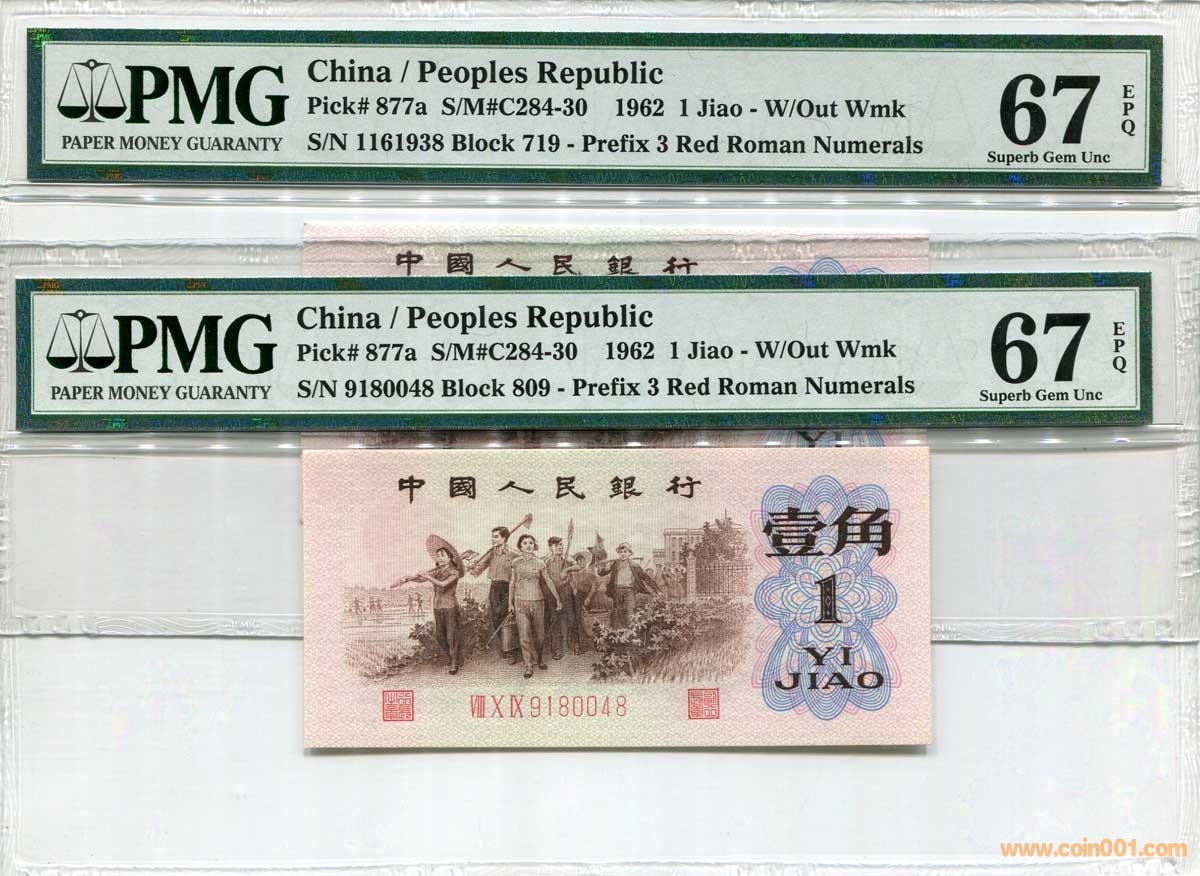 PMG
PAPER MONEY GUARANTY
China / Peoples Republic
Pick# 877a S/M#C284-30 1962 1 Jiao - W/Out Wmk
S/N 1161938 Block 719 - Prefix 3 Red Roman Numerals
67
EPQ
Superb Gem Unc
中國人民銀行
PMG
PAPER MONEY GUARANTY
China / Peoples Republic
Pick# 877a S/M#C284-30 1962 1 Jiao - W/Out Wmk
S/N 9180048 Block 809 - Prefix 3 Red Roman Numerals
67
EPQ
Superb Gem Unc
YI
中國人民銀行
壹角
1
YI
JIAO
VIII X IX 9180048
PMG
www.coin001.com